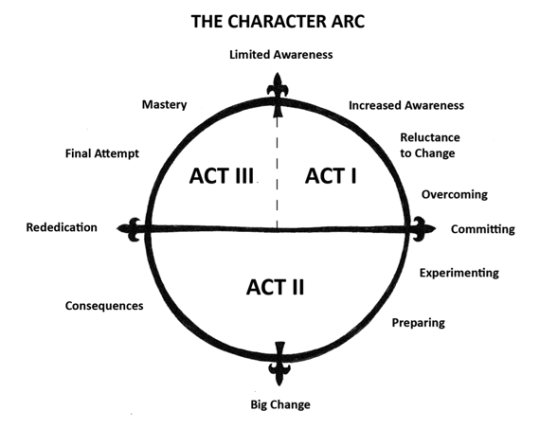 THE CHARACTER ARC
Limited Awareness
Increased Awareness
Reluctance
to Change
Overcoming
Committing
Experimenting
Preparing
Big Change
Consequences
Rededication
Final Attempt
Mastery
ACT III
ACT I
ACT II